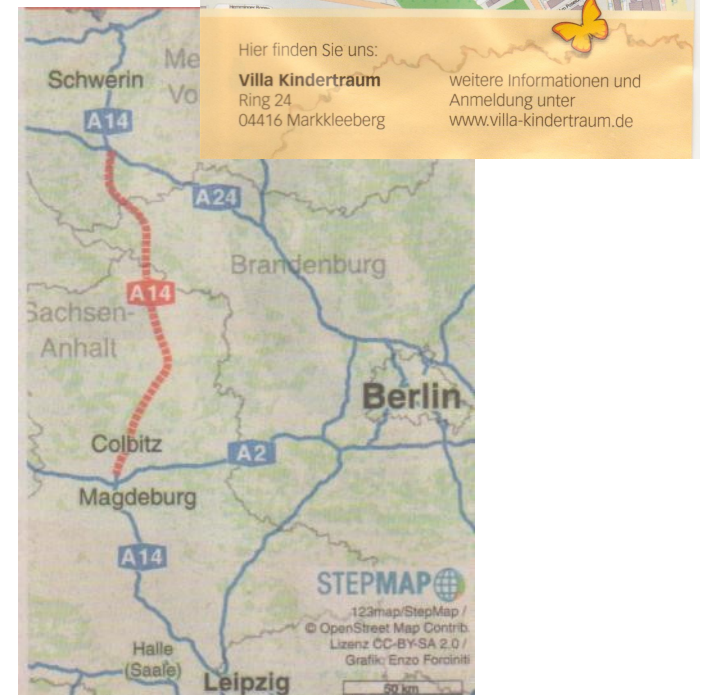 Hier finden Sie uns:
Villa Kindertraum
Ring 24
04416 Markkleeberg
weitere Informationen und
Anmeldung unter
www.villa-kindertraum.de
Me
Vo
Schwerin
A14
A24
Brandenburg
A14
Sachsen-
Anhalt
Berlin
Colbitz
A2
Magdeburg
A14
STEPMAP
123map/StepMap /
© OpenStreet Map Contrib.
Lizenz CC-BY-SA 2.0 /
Grafik: Enzo Forciniti
Halle
(Saale)
Leipzig
50 km